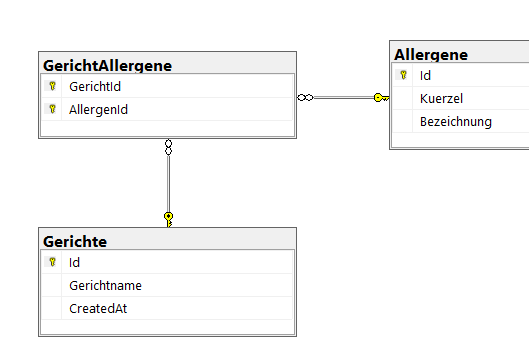 GerichtAllergene
GerichtId
AllergenId
Allergene
Id
Kuerzel
Bezeichnung
Gerichte
Id
Gerichtname
CreatedAt